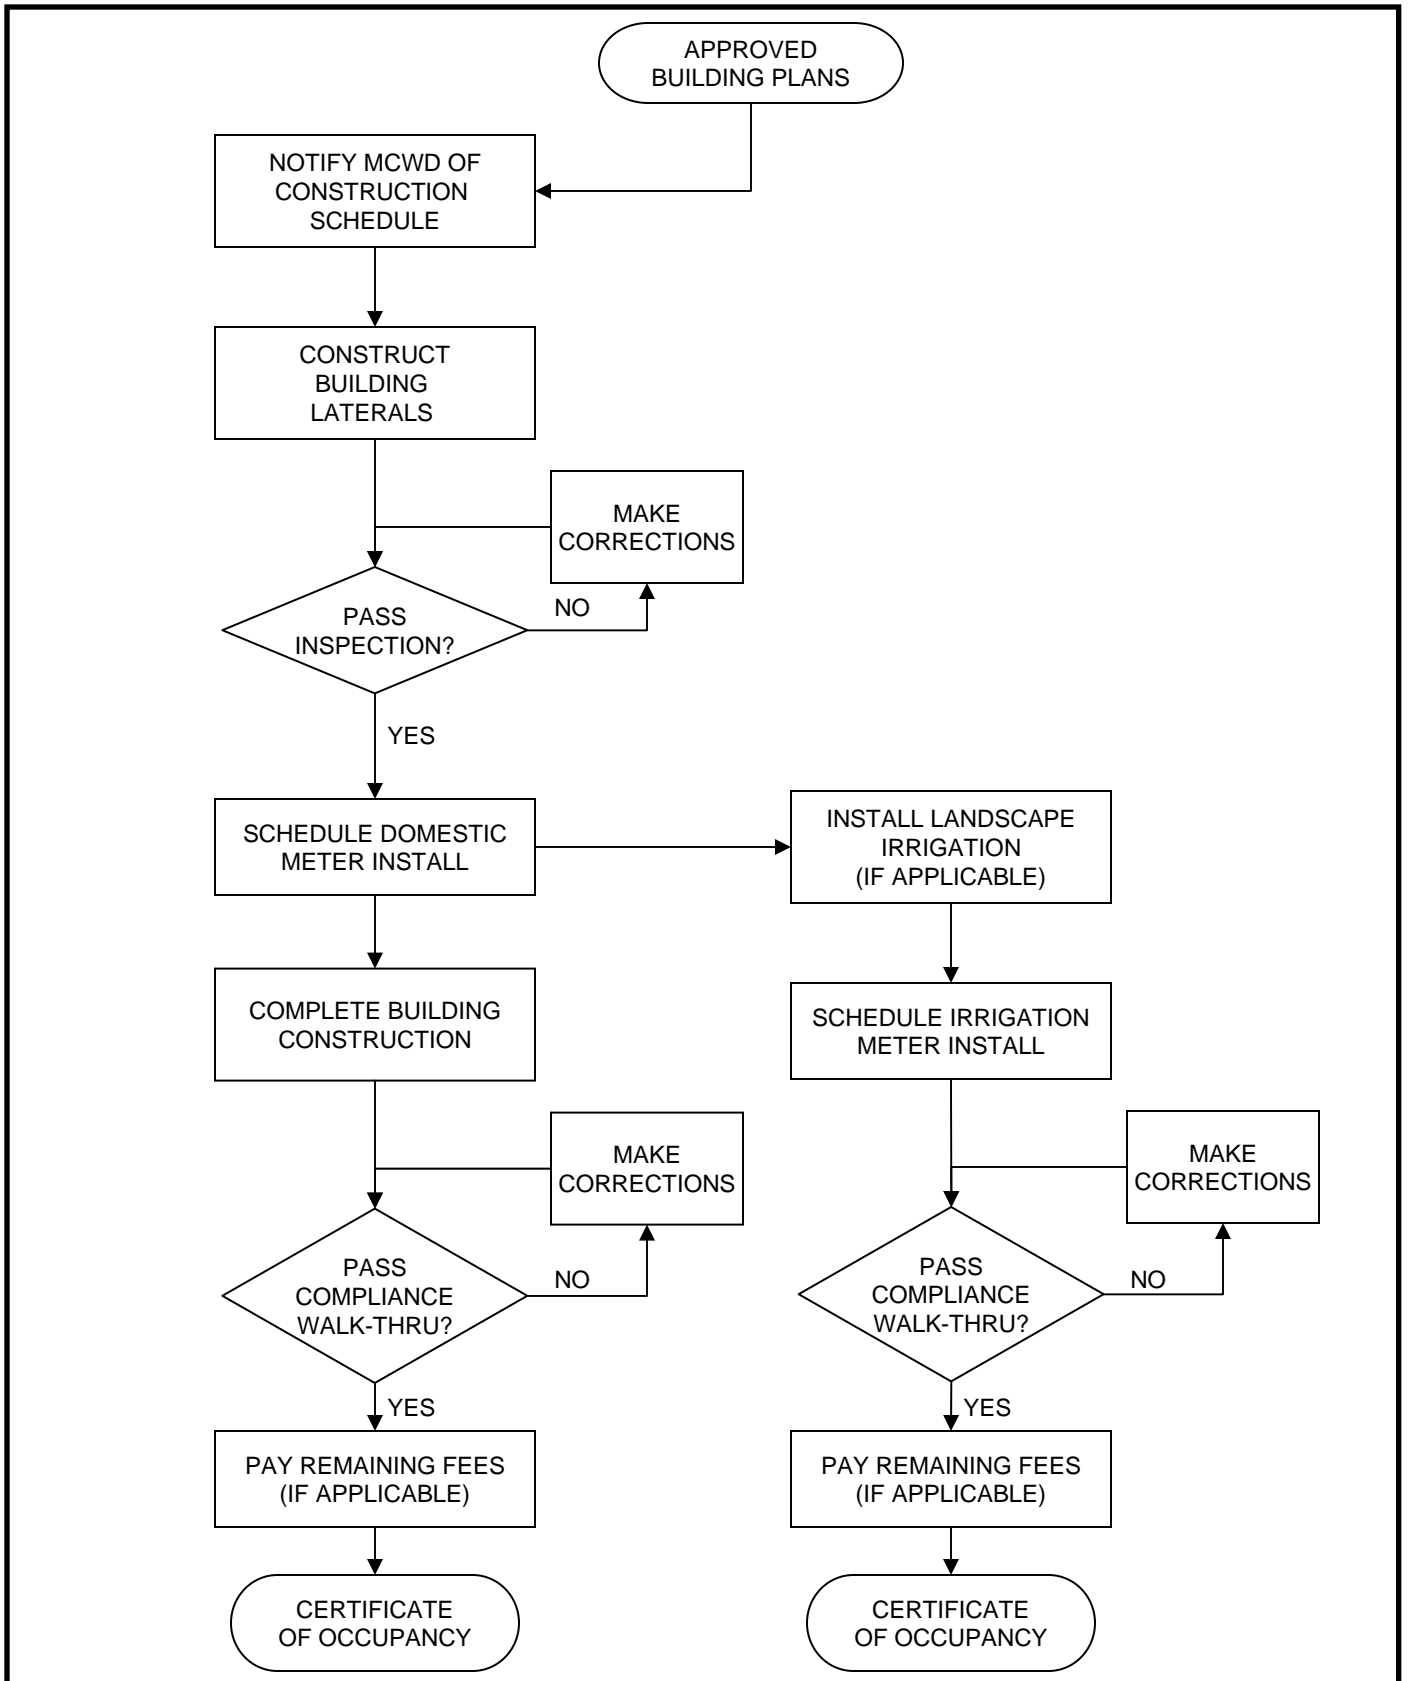 APPROVED
BUILDING PLANS
NOTIFY MCWD OF
CONSTRUCTION
SCHEDULE
CONSTRUCT
BUILDING
LATERALS
MAKE
CORRECTIONS
PASS
INSPECTION?
NO
YES
SCHEDULE DOMESTIC
METER INSTALL
INSTALL LANDSCAPE
IRRIGATION
(IF APPLICABLE)
COMPLETE BUILDING
CONSTRUCTION
SCHEDULE IRRIGATION
METER INSTALL
MAKE
CORRECTIONS
MAKE
CORRECTIONS
PASS
COMPLIANCE
WALK-THRU?
NO
PASS
COMPLIANCE
WALK-THRU?
NO
YES
YES
PAY REMAINING FEES
(IF APPLICABLE)
PAY REMAINING FEES
(IF APPLICABLE)
CERTIFICATE
OF OCCUPANCY
CERTIFICATE
OF OCCUPANCY